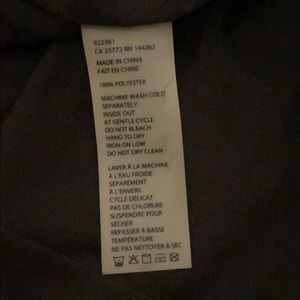 922361
CA 25772 RN 144262
MADE IN CHINA
FAIT EN CHINE
100% POLYESTER
MACHINE WASH COLD
SEPARATELY
INSIDE OUT
AT GENTLE CYCLE
DO NOT BLEACH
HANG TO DRY
IRON ON LOW
DO NOT DRY CLEAN
LAVER À LA MACHINE
À L'EAU FROIDE
SÉPARÉMENT
À L'ENVERS
CYCLE DÉLICAT
PAS DE CHLORURE
SUSPENDRE POUR
SÉCHER
REPASSER À BASSE
TEMPÉRATURE
NE PAS NETTOYER À SEC